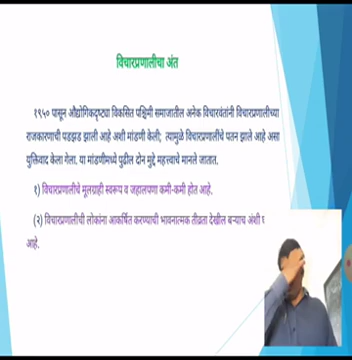 विचारप्रणालीचा अंत
१९५० पासून औद्योगिकदृष्ट्या विकसित पश्चिमी समाजातील अनेक विचारवंतांनी विचारप्रणालीच्या
राजकारणाची पडझड झाली आहे अशी मांडणी केली; त्यामुळे विचारप्रणालींचे पतन झाले आहे असा
युक्तिवाद केला गेला. या मांडणीमध्ये पुढील दोन मुद्दे महत्त्वाचे मानले जातात.
१) विचारप्रणालीचे मूलग्राही स्वरूप व जहालपणा कमी-कमी होत आहे.
(२) विचारप्रणालीची लोकांना आकर्षित करण्याची भावनात्मक तीव्रता देखील बऱ्याच अंशी
आहे.